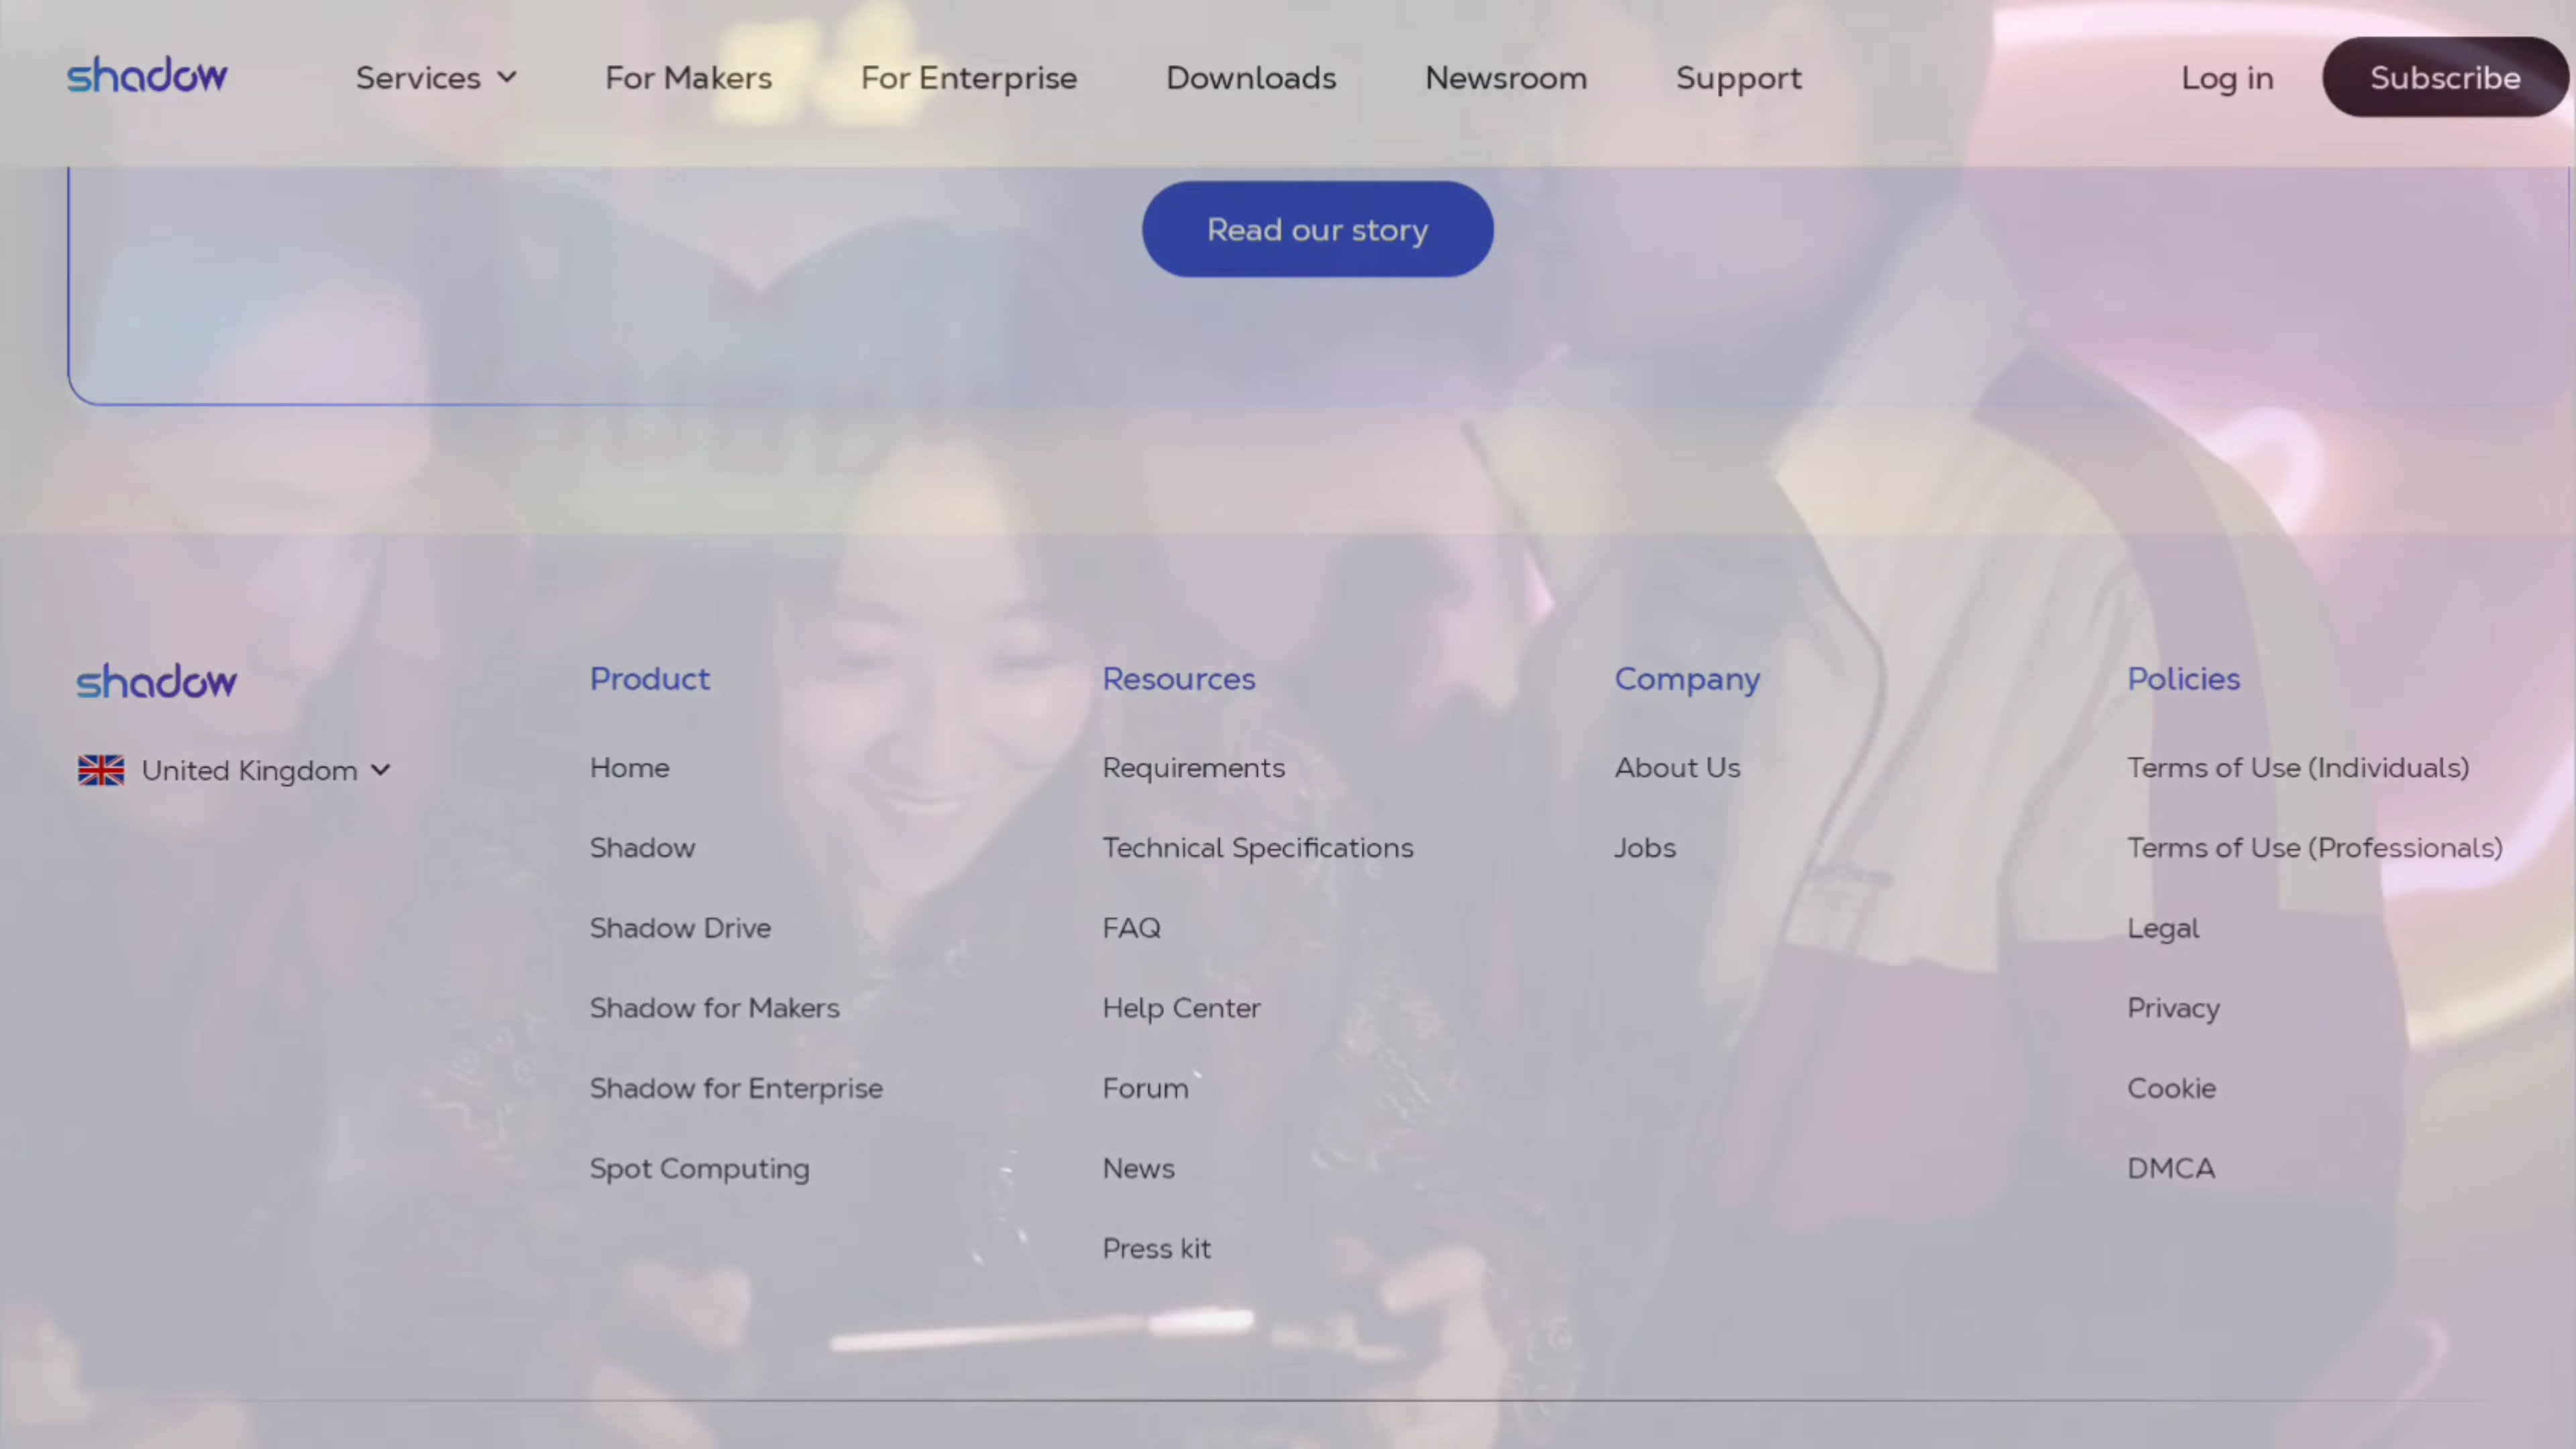 shadow
Services
For Makers
For Enterprise
Downloads
Newsroom
Support
Log in
Subscribe
Read our story
shadow
United Kingdom
Product
Home
Shadow
Shadow Drive
Shadow for Makers
Shadow for Enterprise
Spot Computing
Resources
Requirements
Technical Specifications
FAQ
Help Center
Forum
News
Press kit
Company
About Us
Jobs
Policies
Terms of Use (Individuals)
Terms of Use (Professionals)
Legal
Privacy
Cookie
DMCA